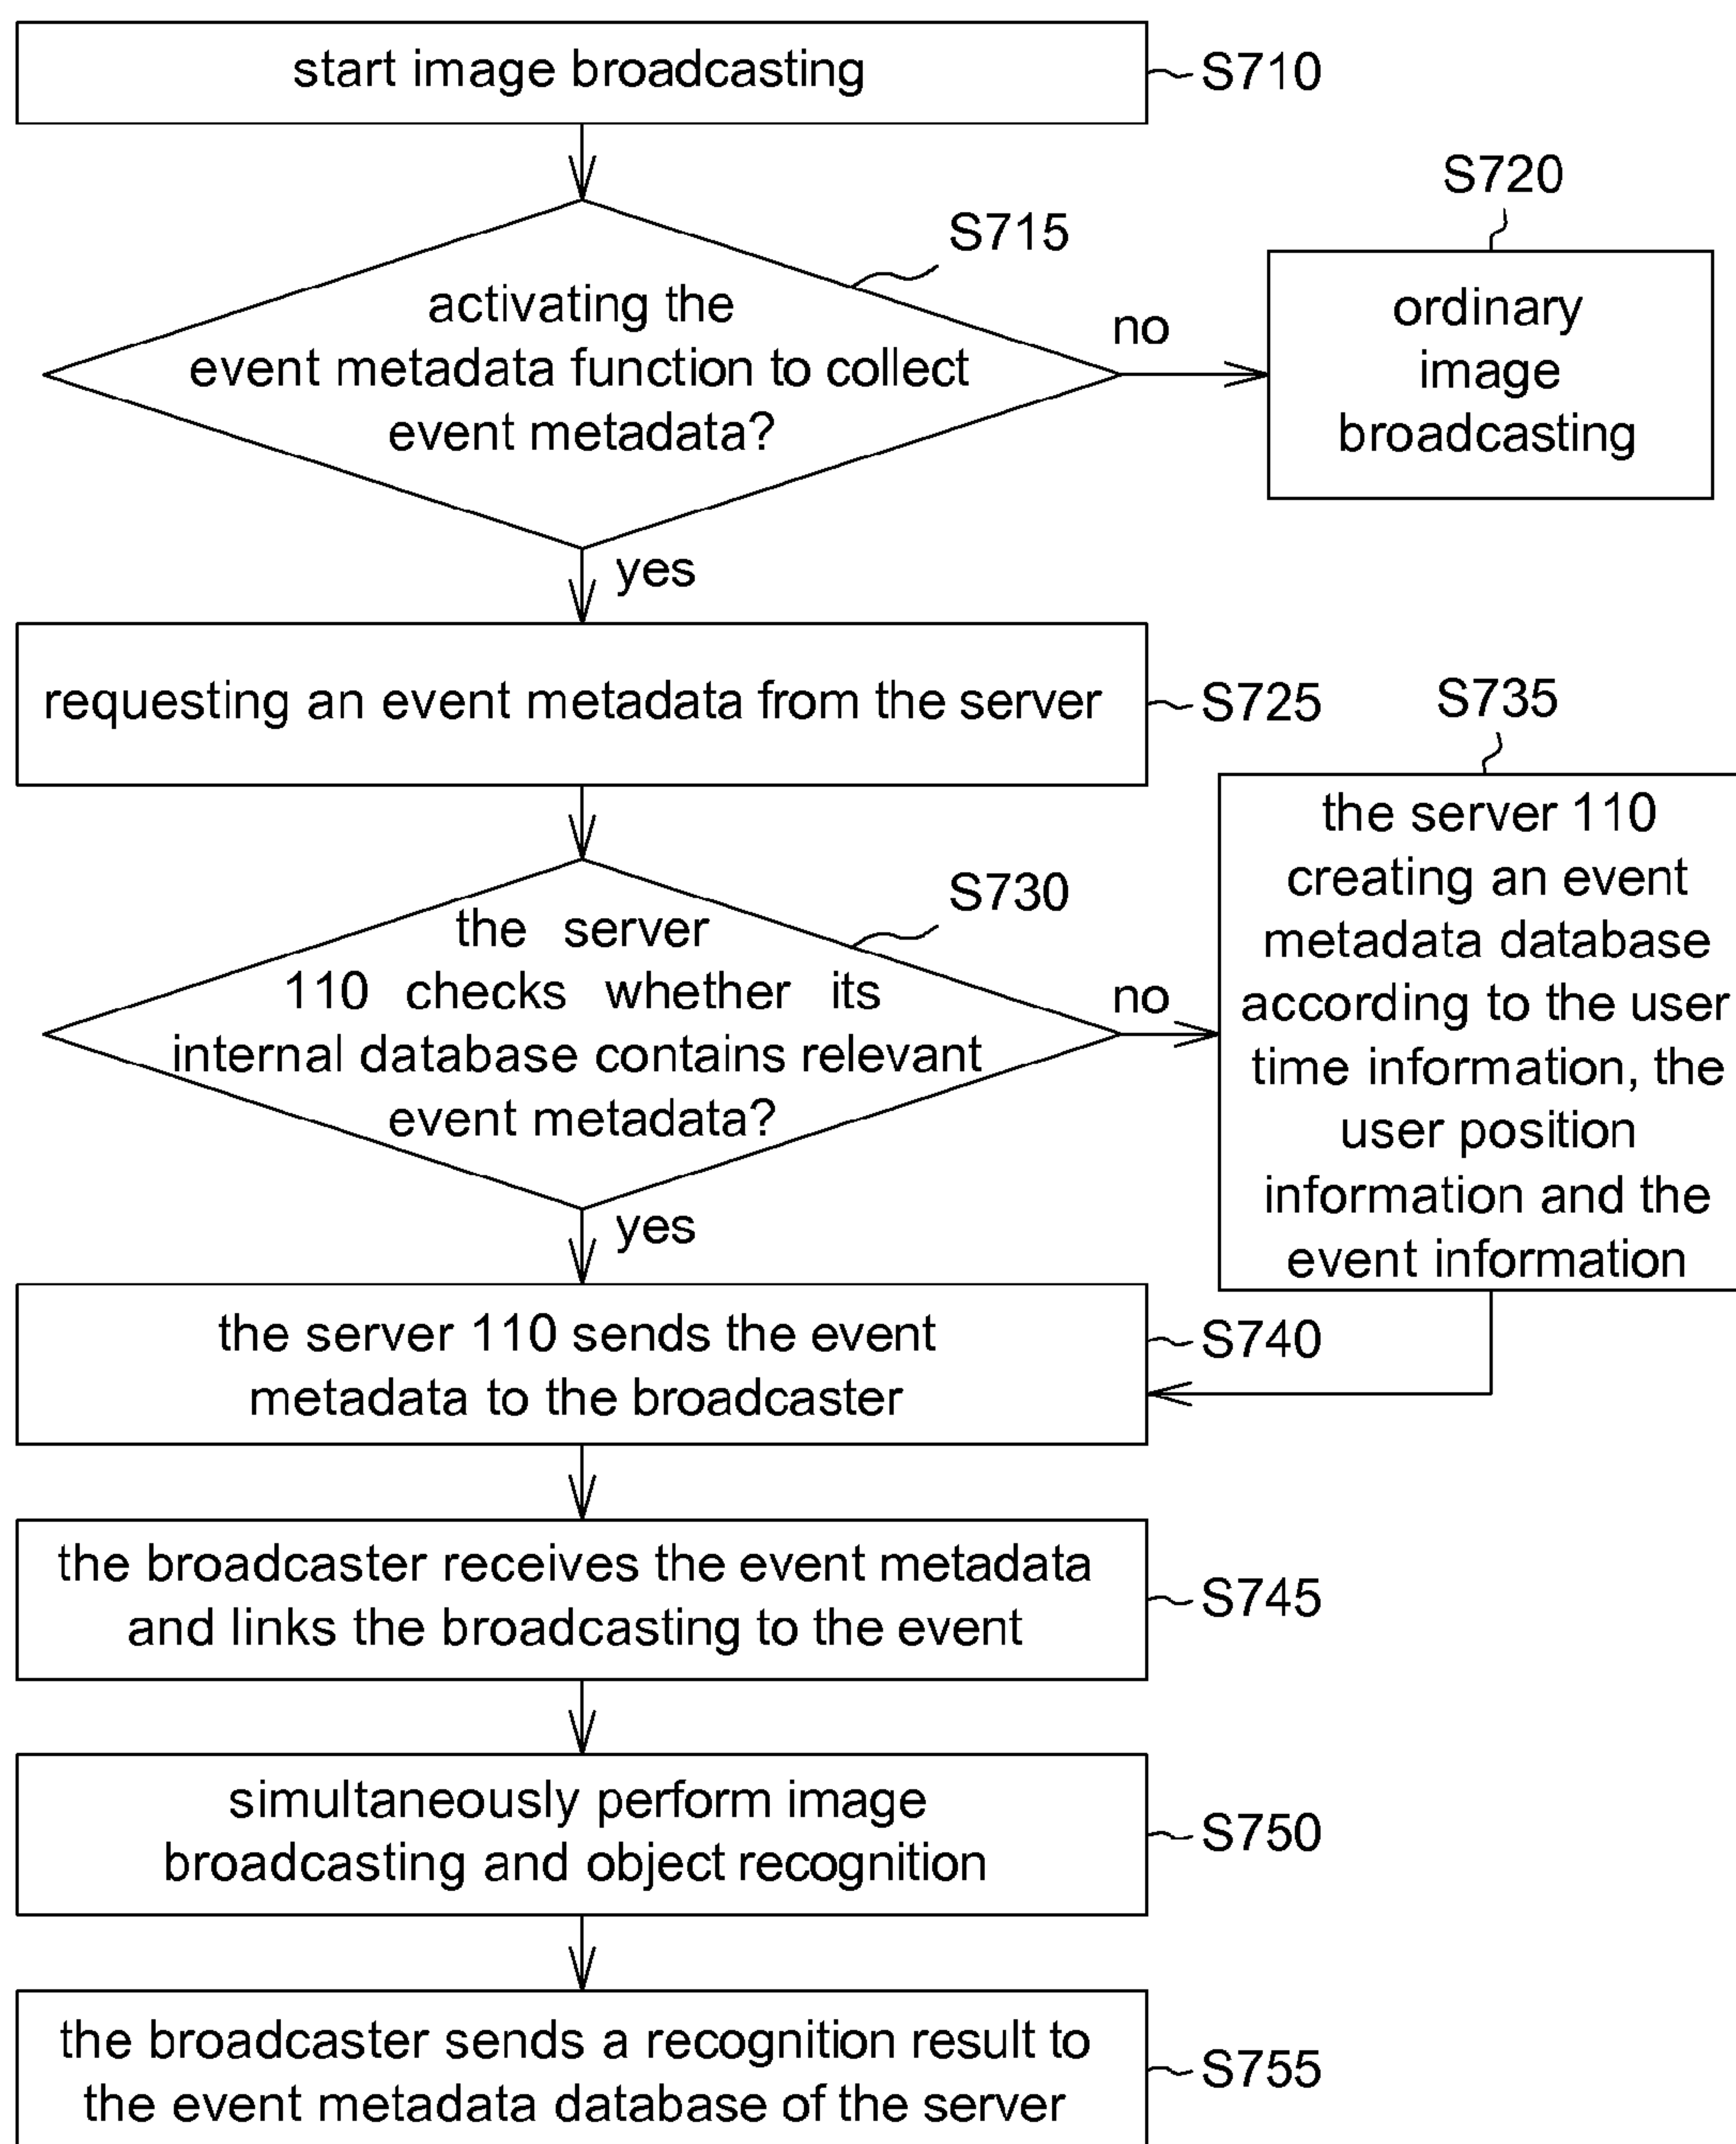 start image broadcasting
S710
S720
S715
activating the
event metadata function to collect
event metadata?
no
ordinary
image
broadcasting
yes
requesting an event metadata from the server
S725
S735
S730
the server
110 checks whether its
internal database contains relevant
event metadata?
no
the server 110
creating an event
metadata database
according to the user
time information, the
user position
information and the
event information
yes
the server 110 sends the event
metadata to the broadcaster
S740
the broadcaster receives the event metadata
and links the broadcasting to the event
S745
simultaneously perform image
broadcasting and object recognition
S750
the broadcaster sends a recognition result to
the event metadata database of the server
S755